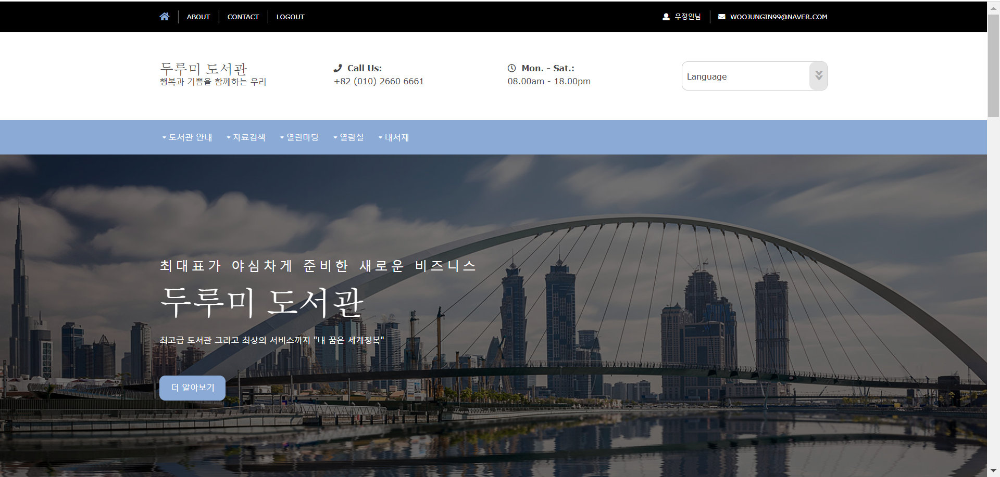 ABOUT
CONTACT
LOGOUT
우정인님
WOOJUNGIN99@NAVER.COM
두루미 도서관
행복과 기쁨을 함께하는 우리
Call Us:
+82 (010) 2660 6661
Mon. - Sat.:
08.00am - 18.00pm
Language
도서관 안내
자료검색
열린마당
열람실
내서재
최대표가 야심차게 준비한 새로운 비즈니스
두루미 도서관
최고급 도서관 그리고 최상의 서비스까지 "내 꿈은 세계정복"
더 알아보기